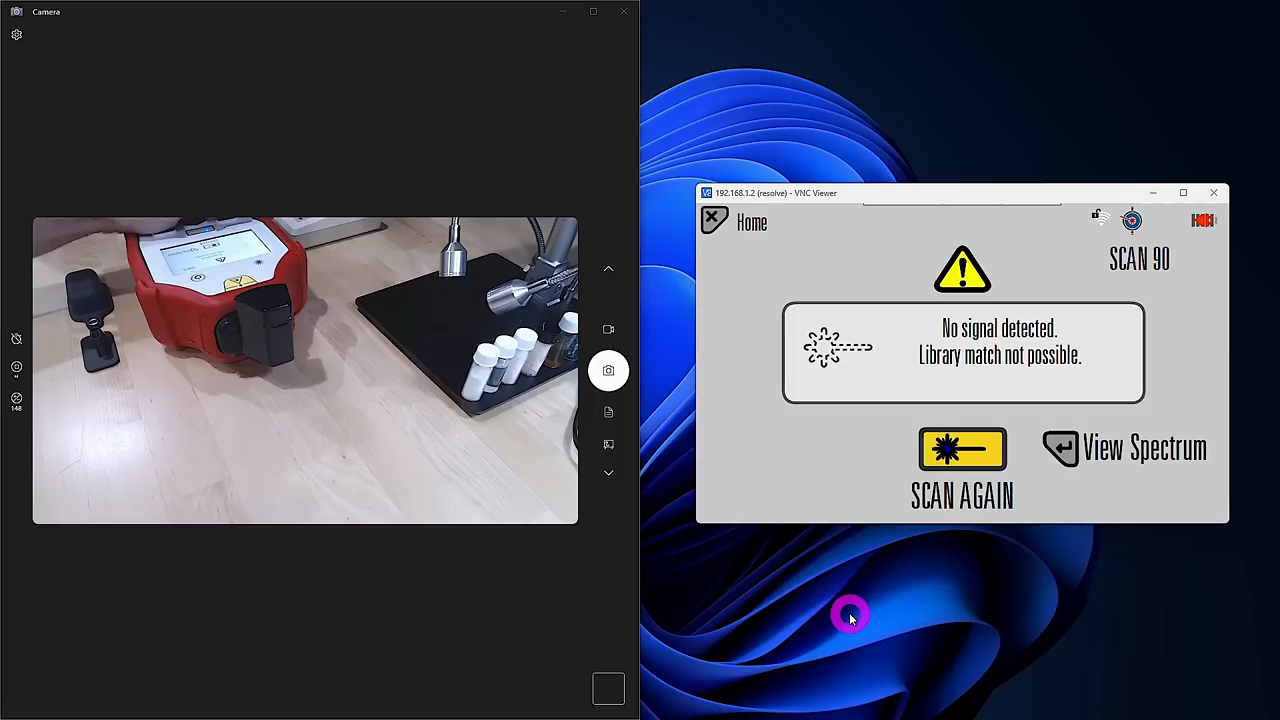 Camera
148
192.168.1.2 (resolve) - VNC Viewer
Home
SCAN 90
No signal detected.
Library match not possible.
SCAN AGAIN
View Spectrum